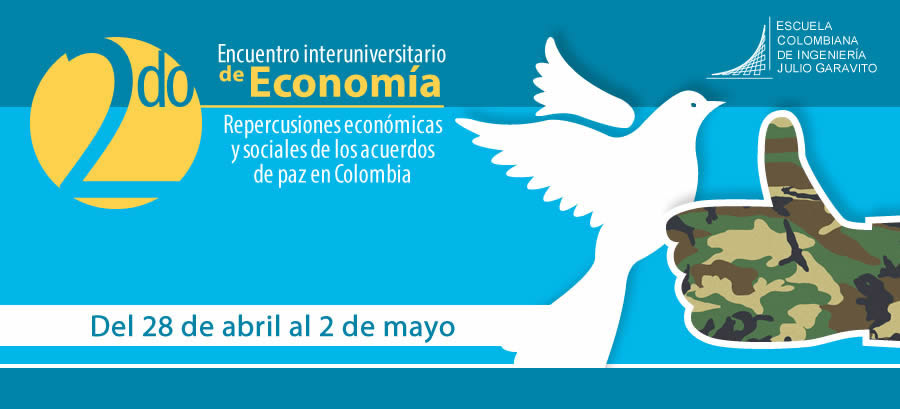 2do
Encuentro interuniversitario
de Economía
Repercusiones económicas
y sociales de los acuerdos
de paz en Colombia
ESCUELA
COLOMBIANA
DE INGENIERÍA
JULIO GARAVITO
Del 28 de abril al 2 de mayo